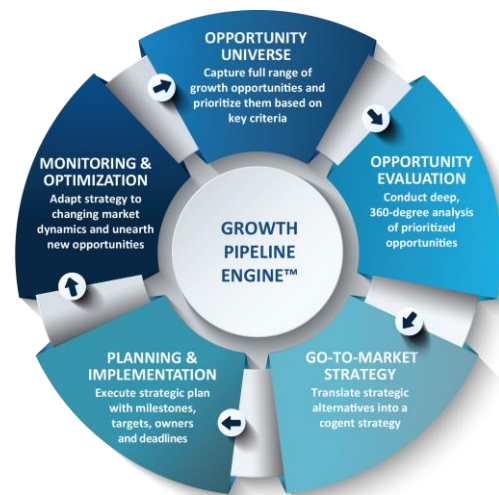 OPPORTUNITY
UNIVERSE
Capture full range of
growth opportunities and
prioritize them based on
key criteria
OPPORTUNITY
EVALUATION
Conduct deep,
360-degree analysis
of prioritized
opportunities
GO-TO-MARKET
STRATEGY
Translate strategic
alternatives into a
cogent strategy
PLANNING &
IMPLEMENTATION
Execute strategic plan
with milestones,
targets, owners
and deadlines
MONITORING &
OPTIMIZATION
Adapt strategy to
changing market
dynamics and unearth
new opportunities
GROWTH
PIPELINE
ENGINE™